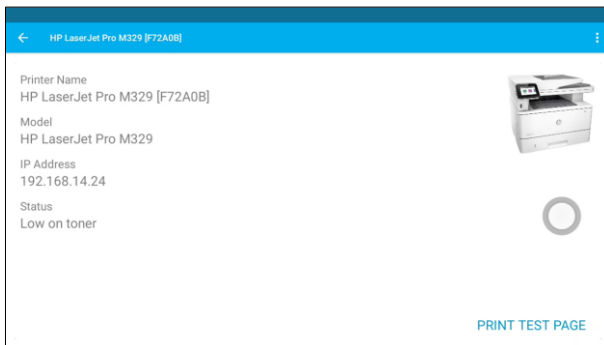 HP LaserJet Pro M329 [F72A0B]
Printer Name
HP LaserJet Pro M329 [F72A0B]
Model
HP LaserJet Pro M329
IP Address
192.168.14.24
Status
Low on toner
PRINT TEST PAGE